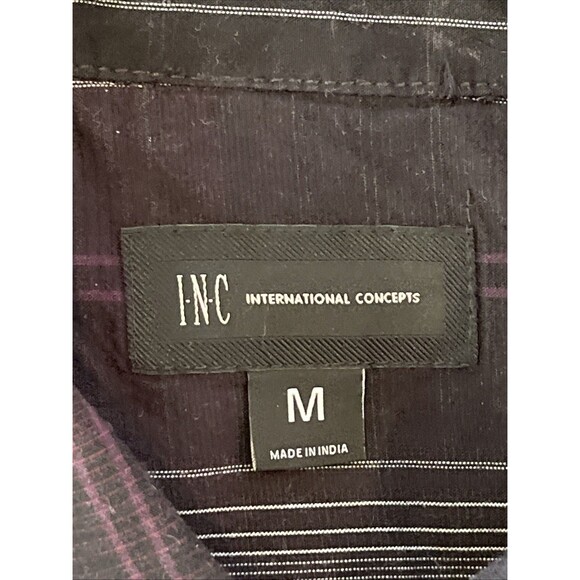 I·N·C INTERNATIONAL CONCEPTS
M
MADE IN INDIA